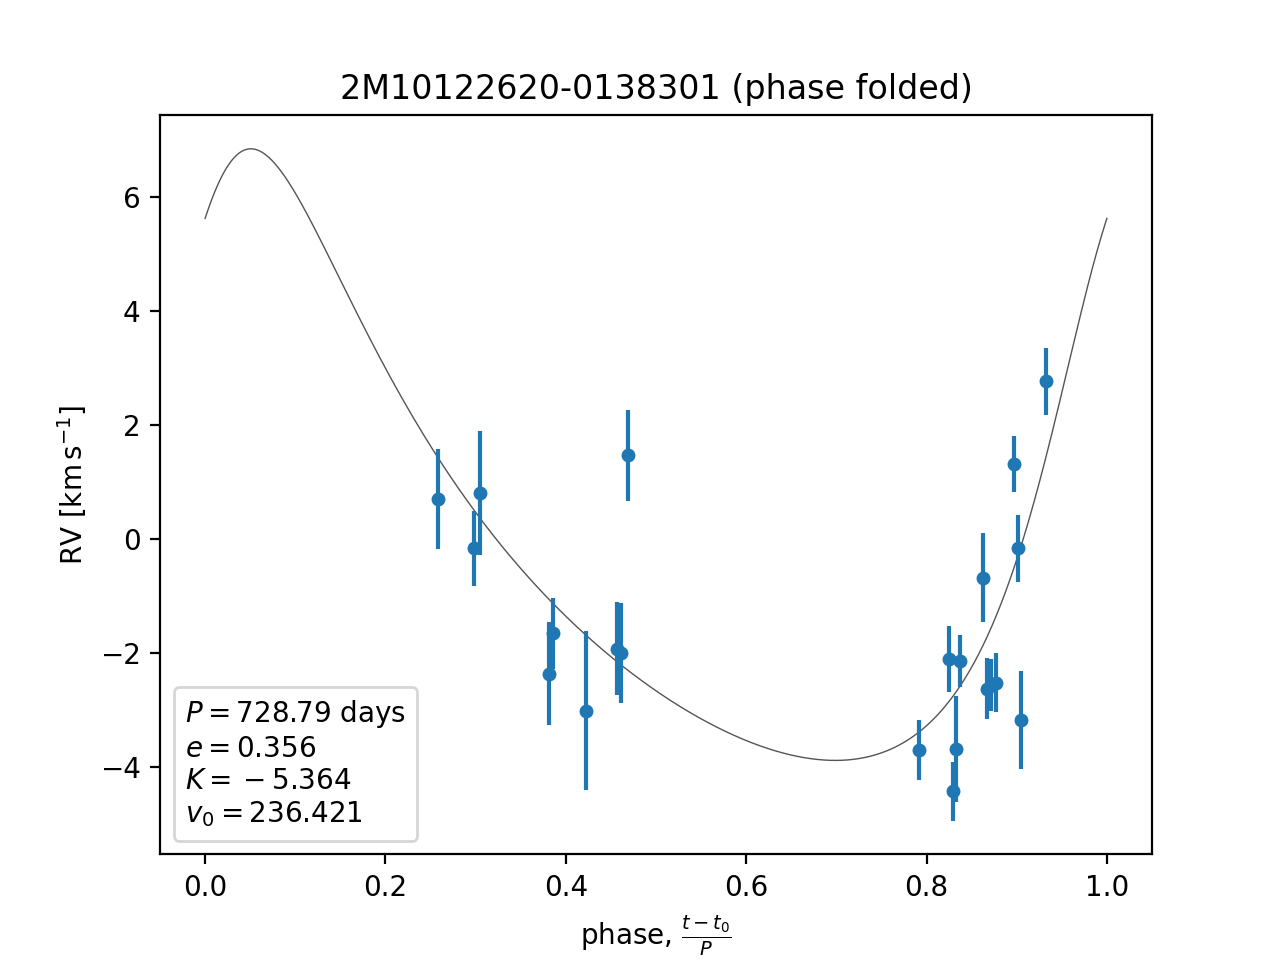 2M10122620-0138301 (phase folded)
6
4
2
0
−2
−4
RV [km s⁻¹]
P = 728.79 days
e = 0.356
K = −5.364
v₀ = 236.421
0.0 0.2 0.4 0.6 0.8 1.0
phase, (t − t₀)/P